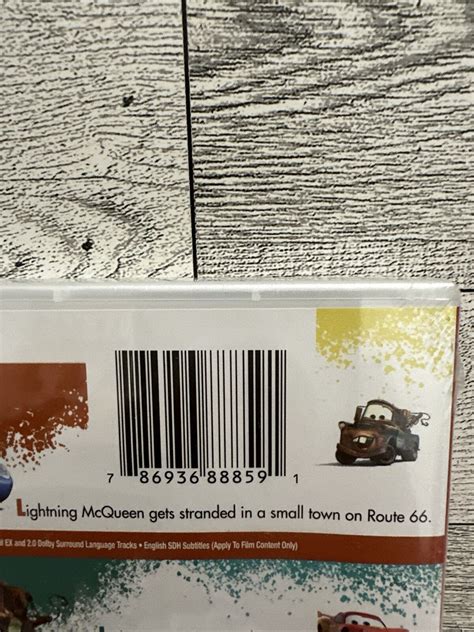 7 86936 88859 1
Lightning McQueen gets stranded in a small town on Route 66.
EX and 2.0 Dolby Surround Language Tracks • English SDH Subtitles (Apply To Film Content Only)